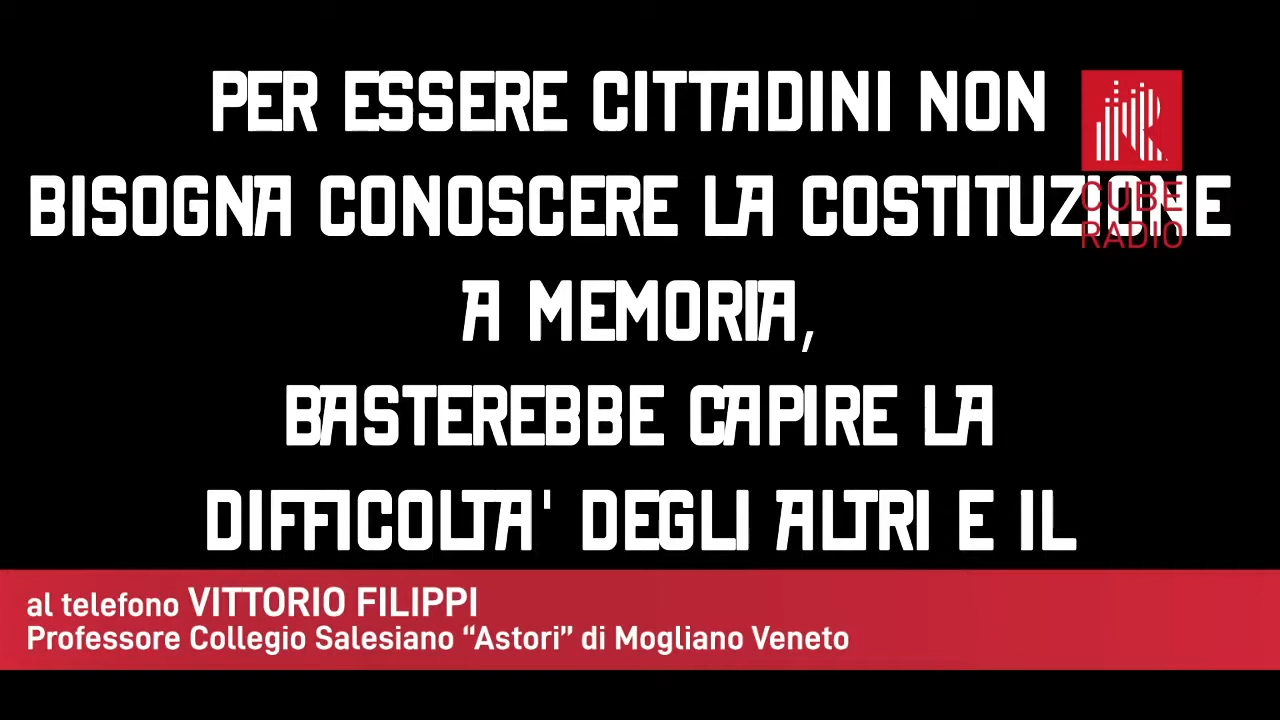 PER ESSERE CITTADINI NON
BISOGNA CONOSCERE LA COSTITUZIONE
A MEMORIA,
BASTEREBBE CAPIRE LA
DIFFICOLTA' DEGLI ALTRI E IL
CUBE
RADIO
al telefono VITTORIO FILIPPI
Professore Collegio Salesiano “Astori” di Mogliano Veneto